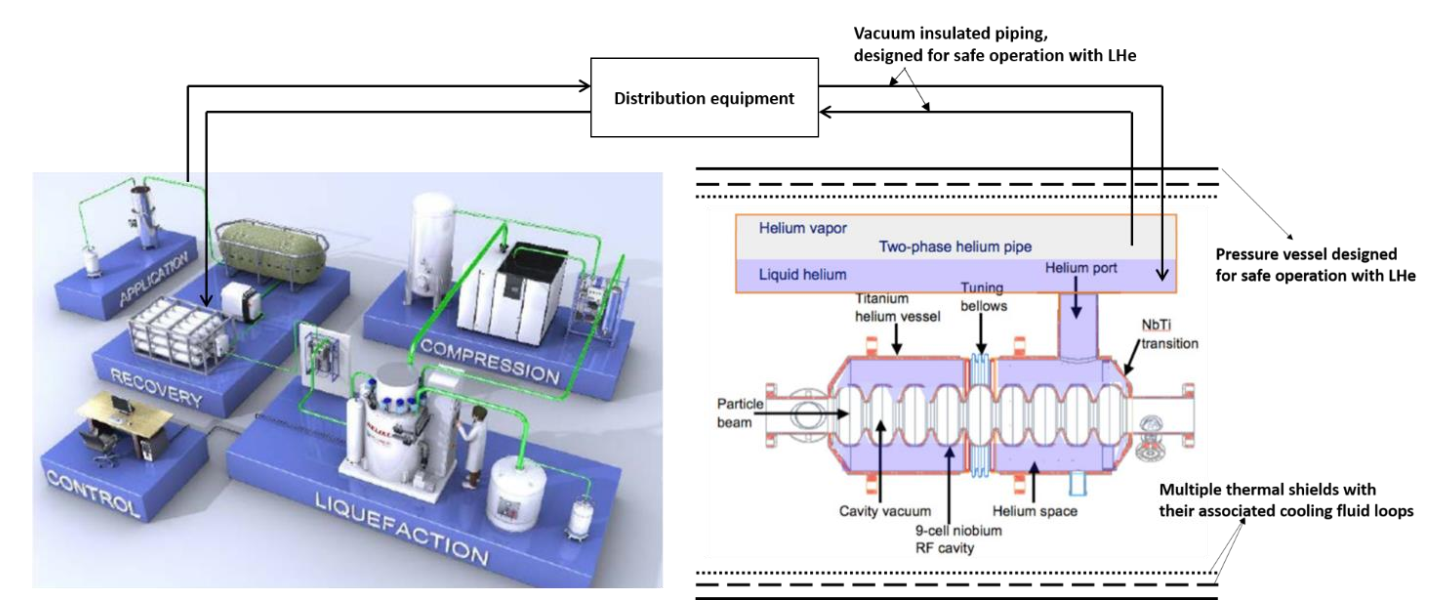 Vacuum insulated piping,
designed for safe operation with LHe
Distribution equipment
APPLICATION
RECOVERY
COMPRESSION
CONTROL
LIQUEFACTION
Helium vapor
Two-phase helium pipe
Liquid helium
Helium port
Titanium
helium vessel
Tuning
bellows
NbTi
transition
Particle
beam
Cavity vacuum
9-cell niobium
RF cavity
Helium space
Pressure vessel designed
for safe operation with LHe
Multiple thermal shields with
their associated cooling fluid loops